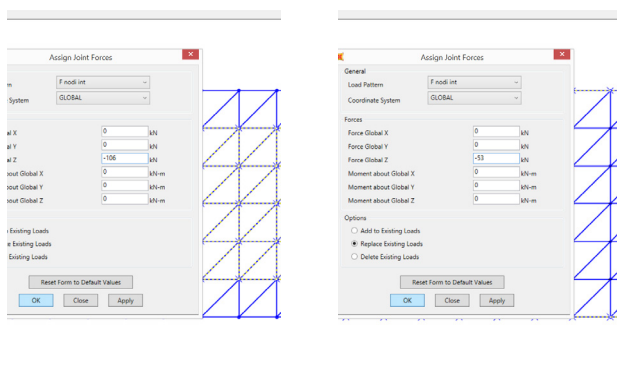 Assign Joint Forces
F nodi int
System
GLOBAL
al X
0
kN
al Y
0
kN
al Z
-106
kN
bout Global X
0
kN-m
bout Global Y
0
kN-m
bout Global Z
0
kN-m
Existing Loads
Existing Loads
Existing Loads
Reset Form to Default Values
OK Close Apply
Assign Joint Forces
General
Load Pattern
F nodi int
Coordinate System
GLOBAL
Forces
Force Global X
0
kN
Force Global Y
0
kN
Force Global Z
-53
kN
Moment about Global X
0
kN-m
Moment about Global Y
0
kN-m
Moment about Global Z
0
kN-m
Options
Add to Existing Loads
Replace Existing Loads
Delete Existing Loads
Reset Form to Default Values
OK Close Apply